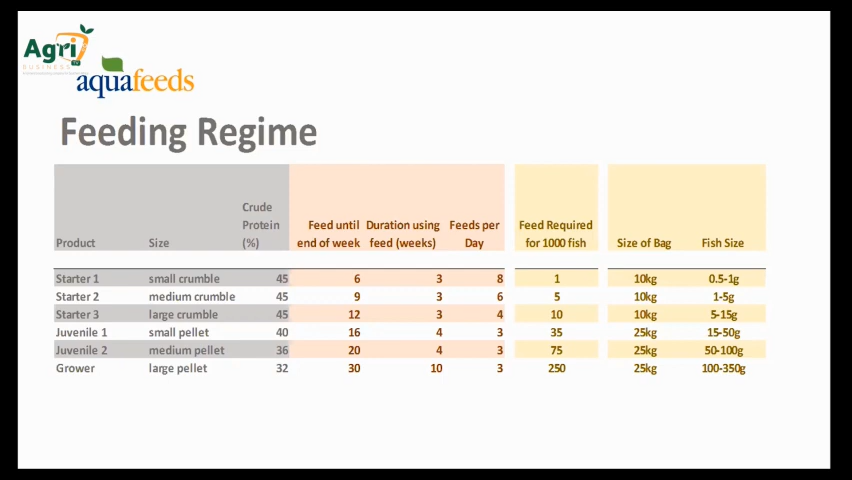 Agri
BUSINESS TV
aquafeeds
Feeding Regime
Product Size Crude Protein (%) Feed until end of week Duration using feed (weeks) Feeds per Day Feed Required for 1000 fish Size of Bag Fish Size
Starter 1 small crumble 45 6 3 8 1 10kg 0.5-1g
Starter 2 medium crumble 45 9 3 6 5 10kg 1-5g
Starter 3 large crumble 45 12 3 4 10 10kg 5-15g
Juvenile 1 small pellet 40 16 4 3 35 25kg 15-50g
Juvenile 2 medium pellet 36 20 4 3 75 25kg 50-100g
Grower large pellet 32 30 10 3 250 25kg 100-350g